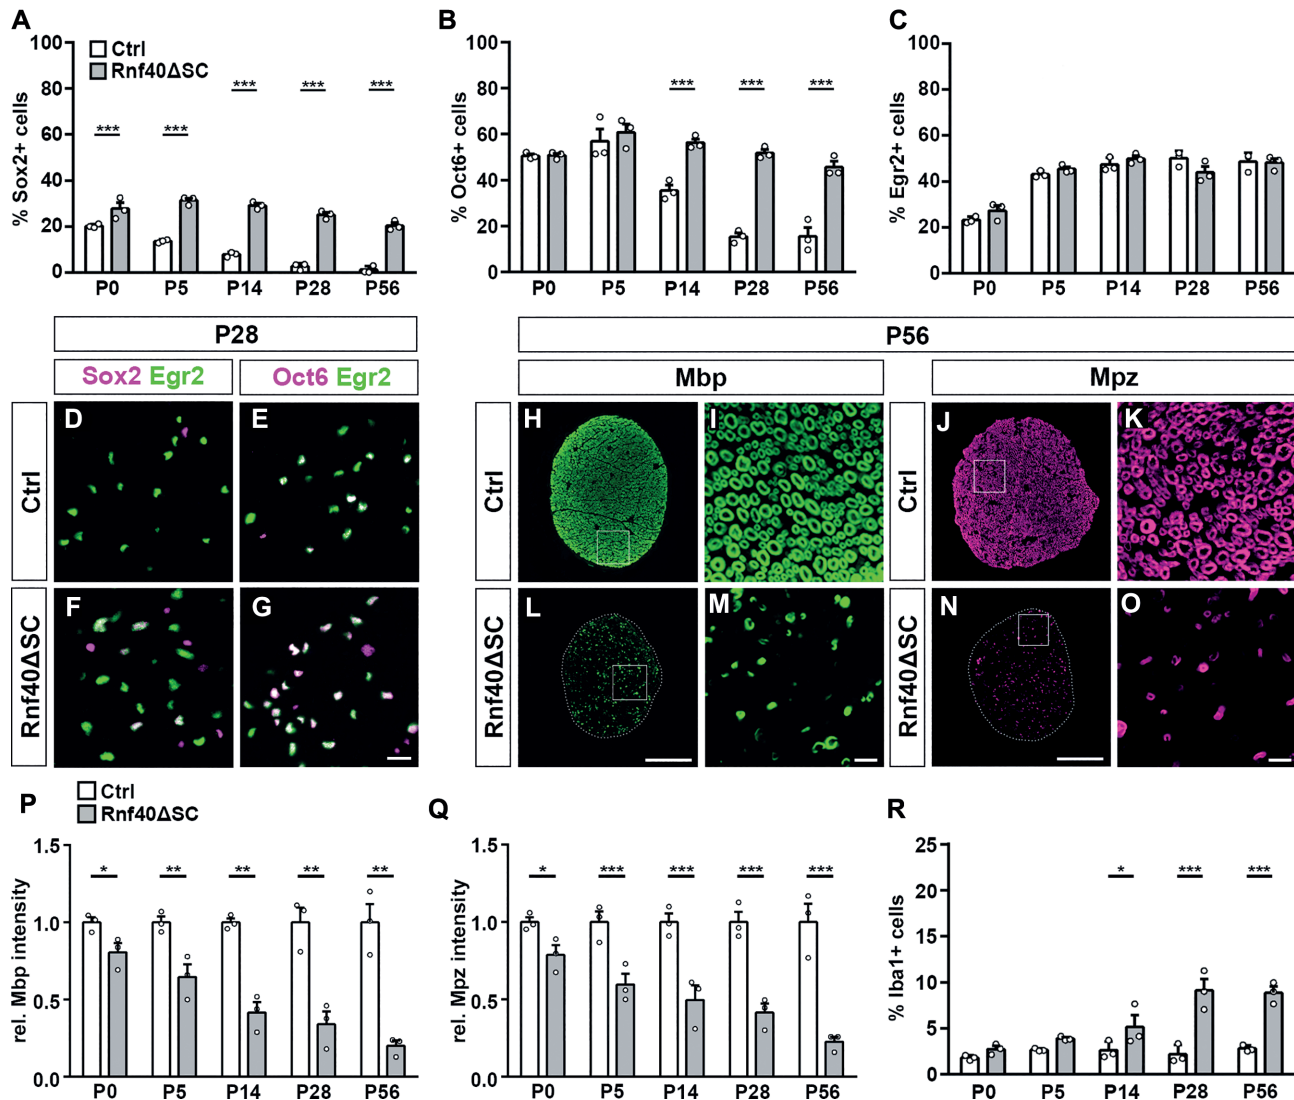 A
B
C
100
80
60
40
20
0
% Sox2+ cells
Ctrl
Rnf40ΔSC
***
***
***
***
***
P0
P5
P14
P28
P56
100
80
60
40
20
0
% Oct6+ cells
***
***
***
P0
P5
P14
P28
P56
100
80
60
40
20
0
% Egr2+ cells
P0
P5
P14
P28
P56
P28
P56
Sox2 Egr2
Oct6 Egr2
Mbp
Mpz
Ctrl
D
E
Ctrl
H
I
Ctrl
J
K
Rnf40ΔSC
F
G
Rnf40ΔSC
L
M
Rnf40ΔSC
N
O
P
Ctrl
Rnf40ΔSC
1.5
1.0
0.5
0.0
rel. Mbp intensity
*
**
**
**
**
P0
P5
P14
P28
P56
Q
1.5
1.0
0.5
0.0
rel. Mpz intensity
*
***
***
***
***
P0
P5
P14
P28
P56
R
25
20
15
10
5
0
% Iba1+ cells
*
***
***
P0
P5
P14
P28
P56